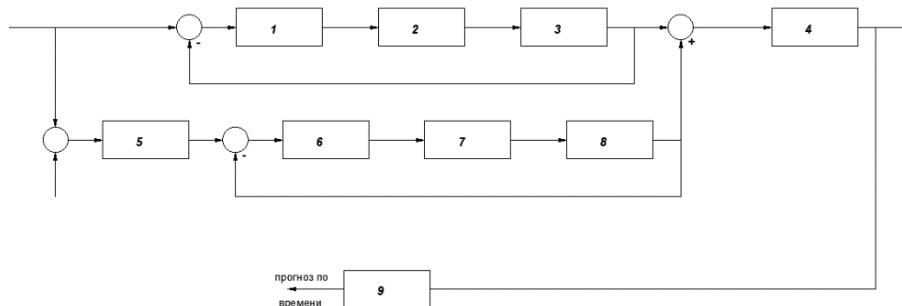 1 2 3 4
- +
5 6 7 8
-
9
прогноз по
времени